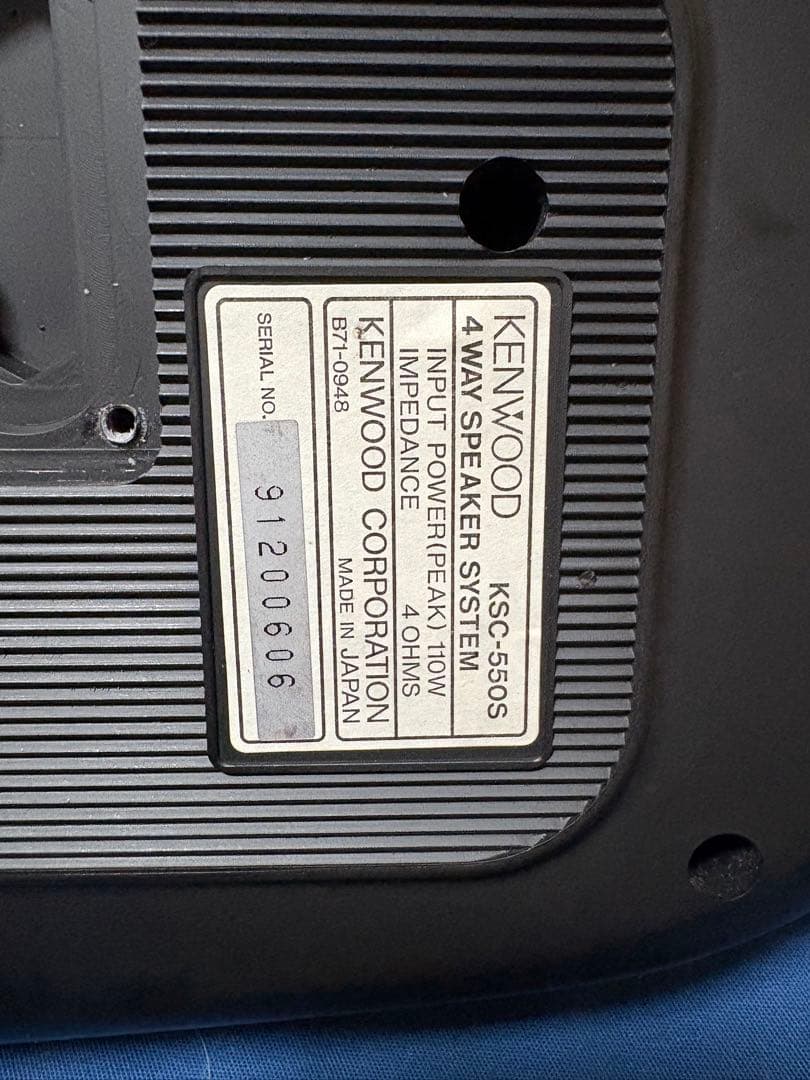 KENWOOD KSC-550S
4 WAY SPEAKER SYSTEM
INPUT POWER(PEAK) 110W
IMPEDANCE 4 OHMS
KENWOOD CORPORATION
B71-0948 MADE IN JAPAN
SERIAL NO. 91200606